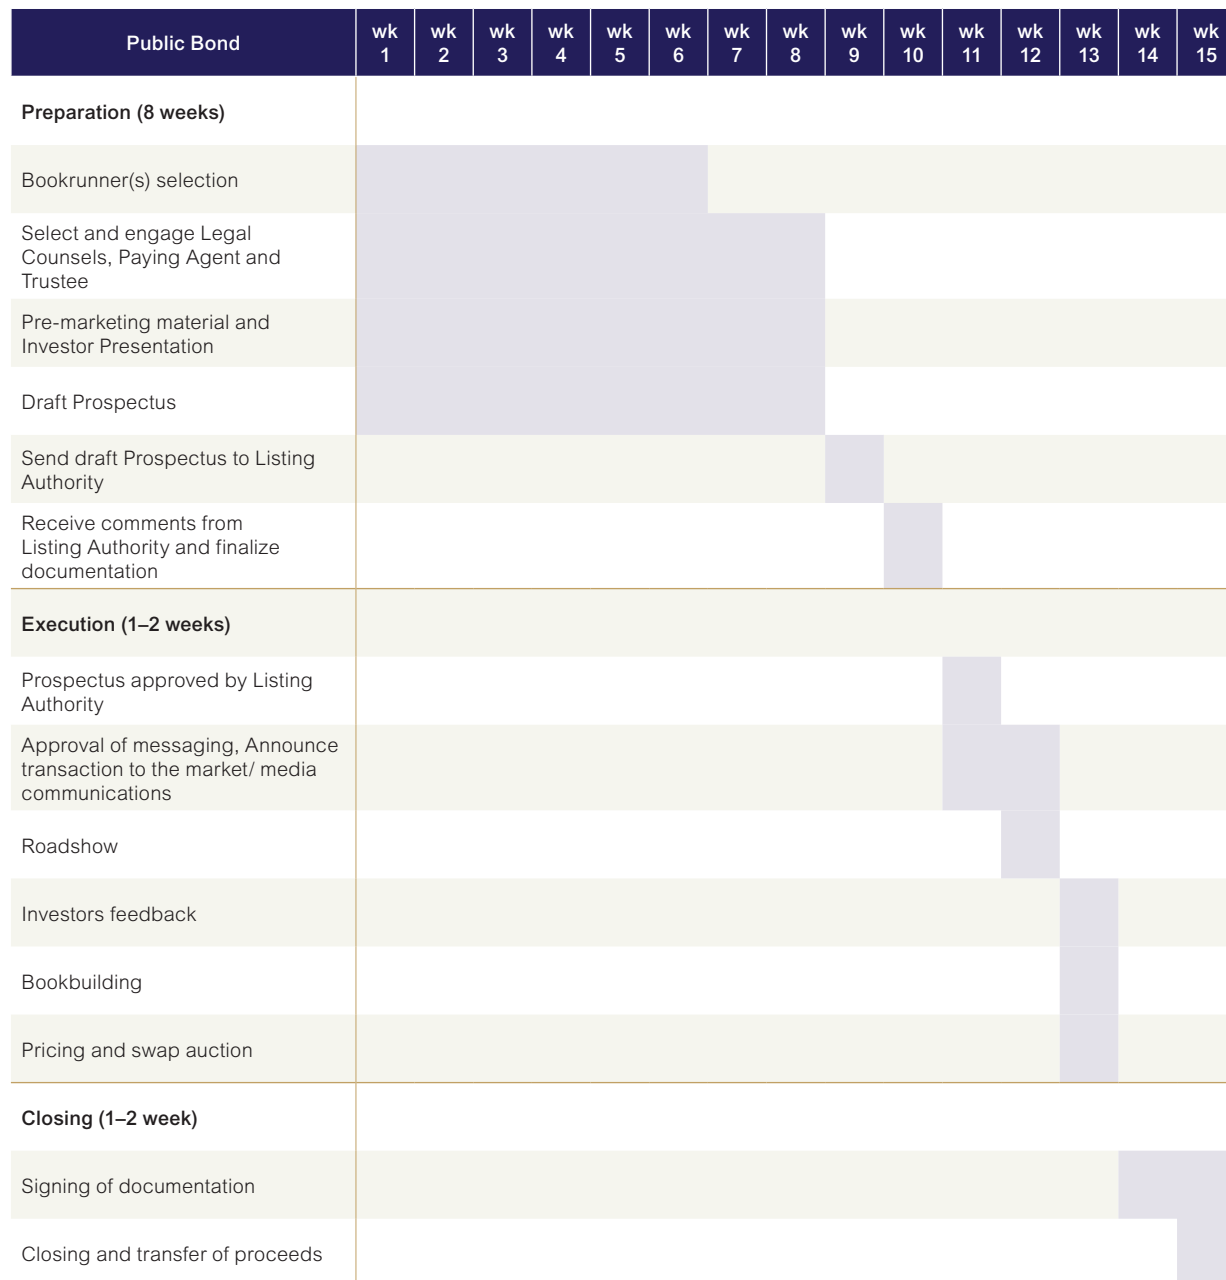 Public Bond
wk 1
wk 2
wk 3
wk 4
wk 5
wk 6
wk 7
wk 8
wk 9
wk 10
wk 11
wk 12
wk 13
wk 14
wk 15
Preparation (8 weeks)
Bookrunner(s) selection
Select and engage Legal
Counsels, Paying Agent and
Trustee
Pre-marketing material and
Investor Presentation
Draft Prospectus
Send draft Prospectus to Listing
Authority
Receive comments from
Listing Authority and finalize
documentation
Execution (1–2 weeks)
Prospectus approved by Listing
Authority
Approval of messaging, Announce
transaction to the market/ media
communications
Roadshow
Investors feedback
Bookbuilding
Pricing and swap auction
Closing (1–2 week)
Signing of documentation
Closing and transfer of proceeds